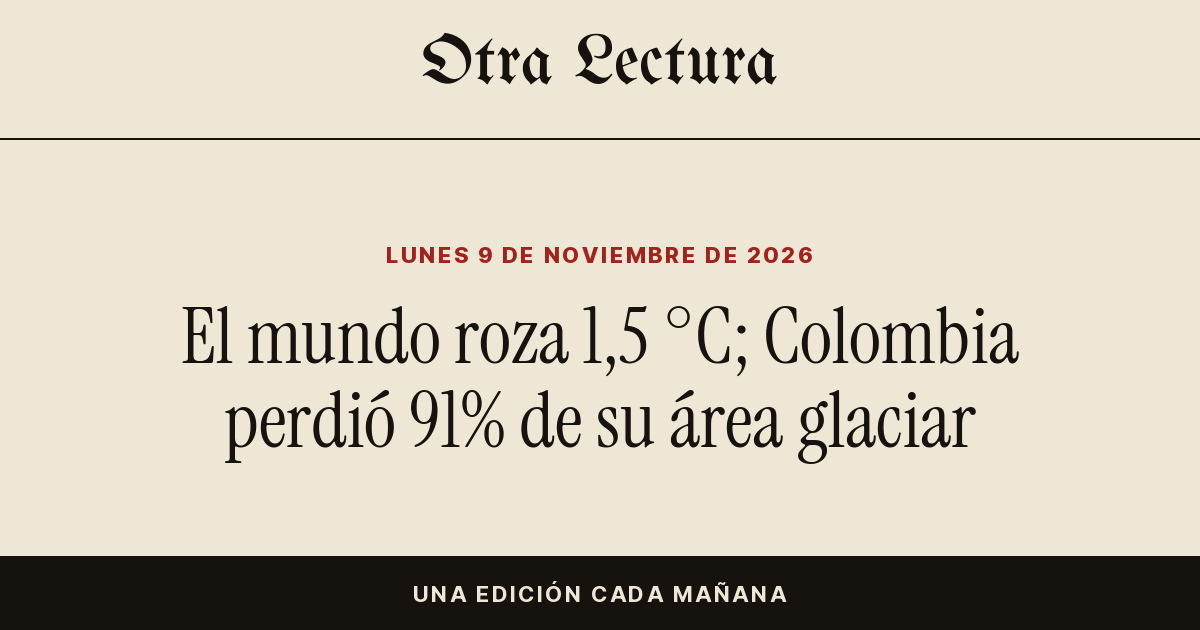 Otra Lectura
LUNES 9 DE NOVIEMBRE DE 2026
El mundo roza 1,5 °C; Colombia
perdió 91% de su área glaciar
UNA EDICIÓN CADA MAÑANA